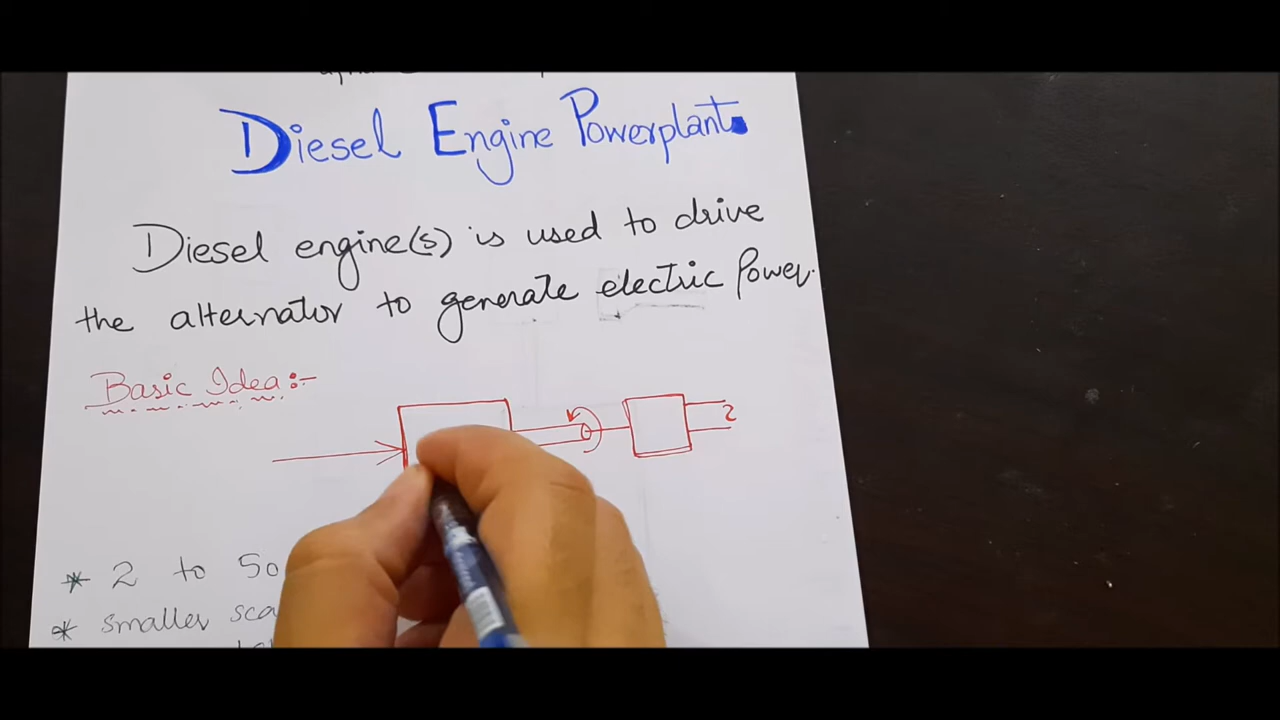 Diesel Engine Powerplant
Diesel engine(s) is used to drive
the alternator to generate electric Power.
Basic Idea:-
2
* 2 to 50
* smaller sca